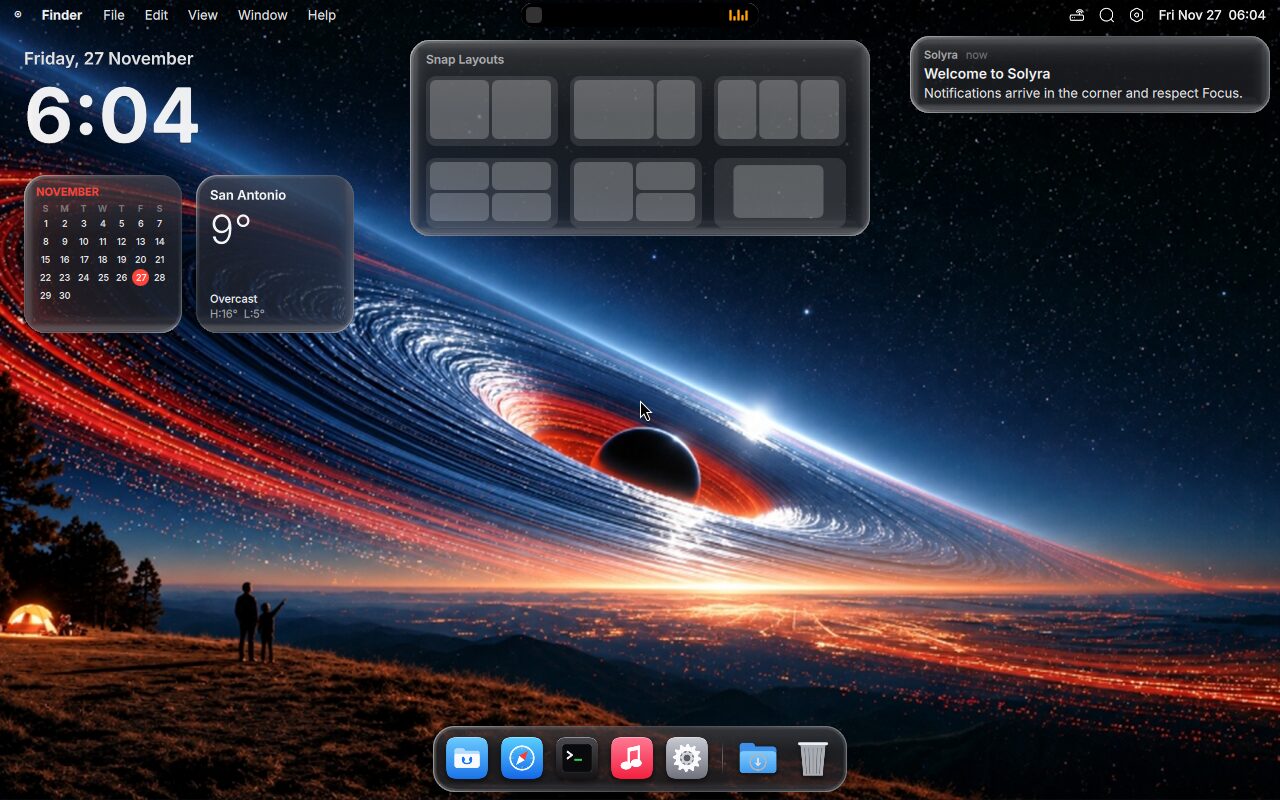 Finder File Edit View Window Help
Fri Nov 27 06:04
Friday, 27 November
6:04
NOVEMBER
S M T W T F S
1 2 3 4 5 6 7
8 9 10 11 12 13 14
15 16 17 18 19 20 21
22 23 24 25 26 27 28
29 30
San Antonio
9°
Overcast
H:16° L:5°
Snap Layouts
Solyra now
Welcome to Solyra
Notifications arrive in the corner and respect Focus.